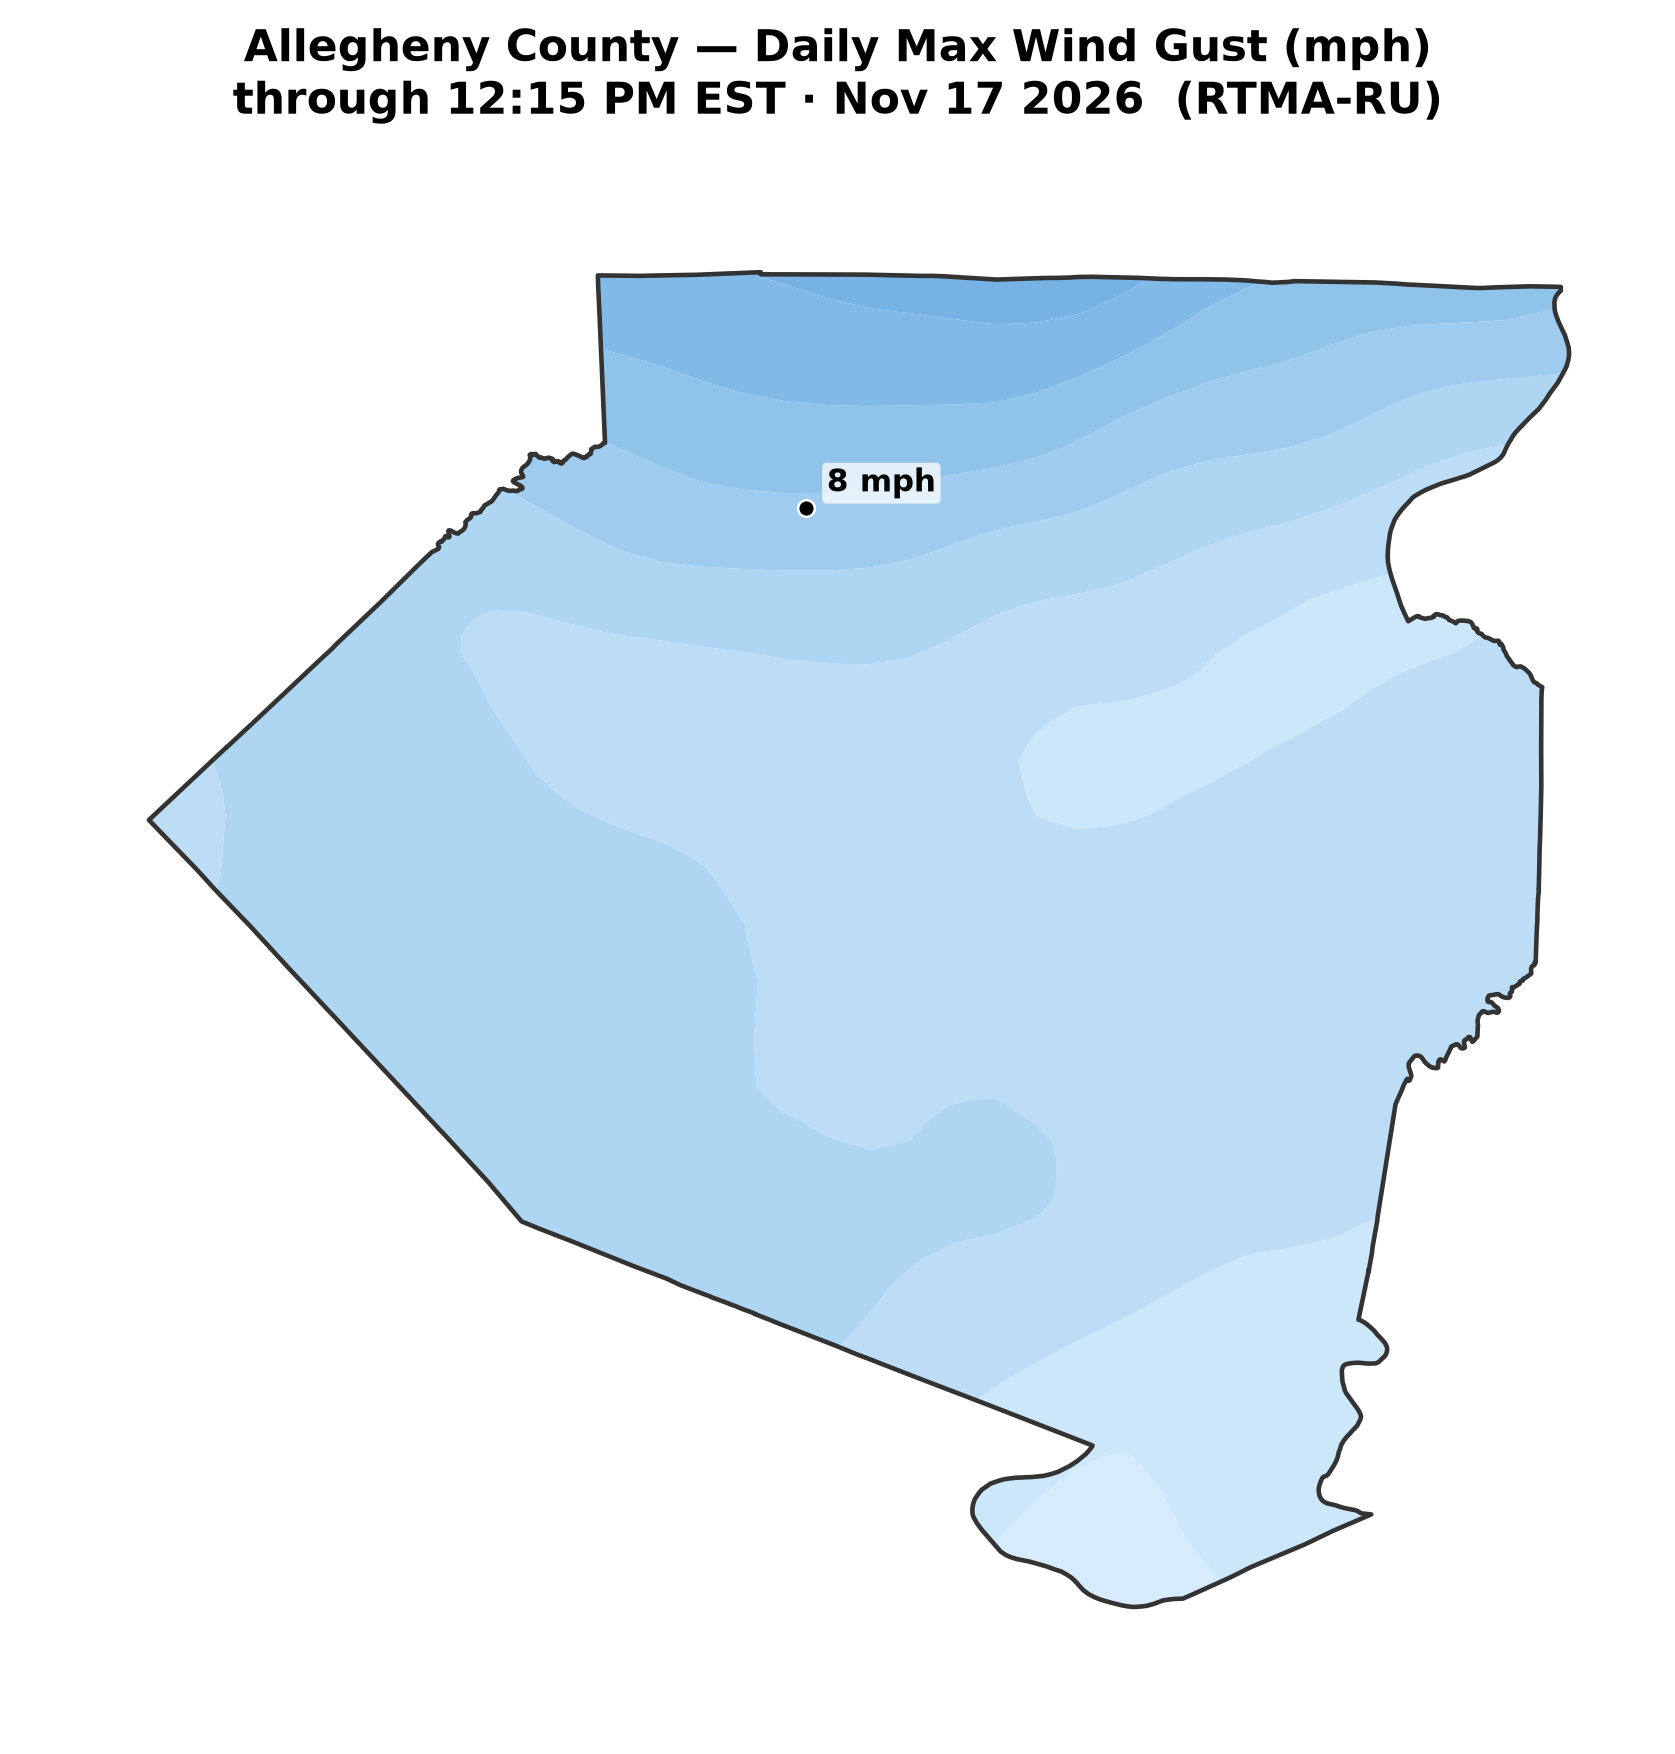 Allegheny County — Daily Max Wind Gust (mph)
through 12:15 PM EST · Nov 17 2026 (RTMA-RU)
8 mph